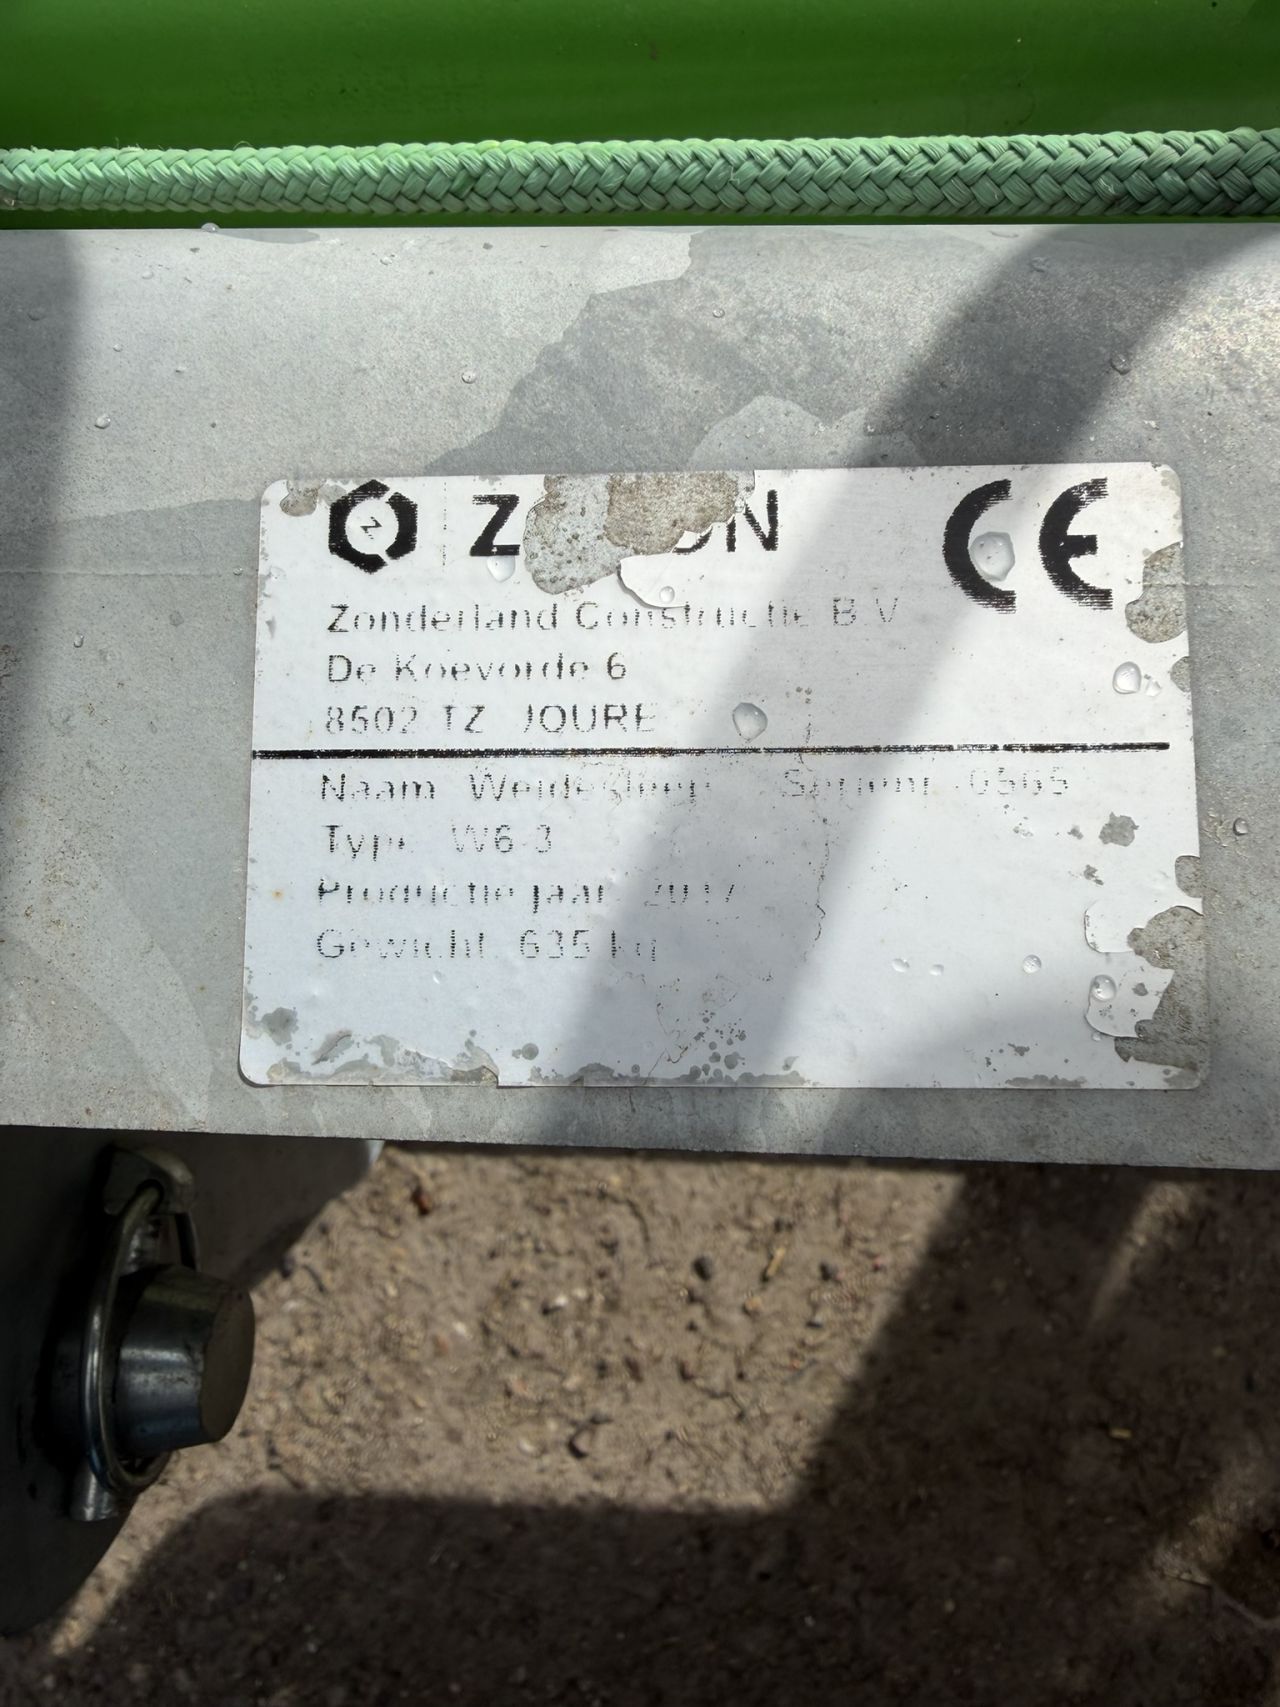 Z ON CE
Zonderland Constructie B.V
De Koevorde 6
8502 TZ JOURE
Naam Weidesleep Serienr 0565
Type W6-3
Productie jaar 2017
Gewicht 635 kg